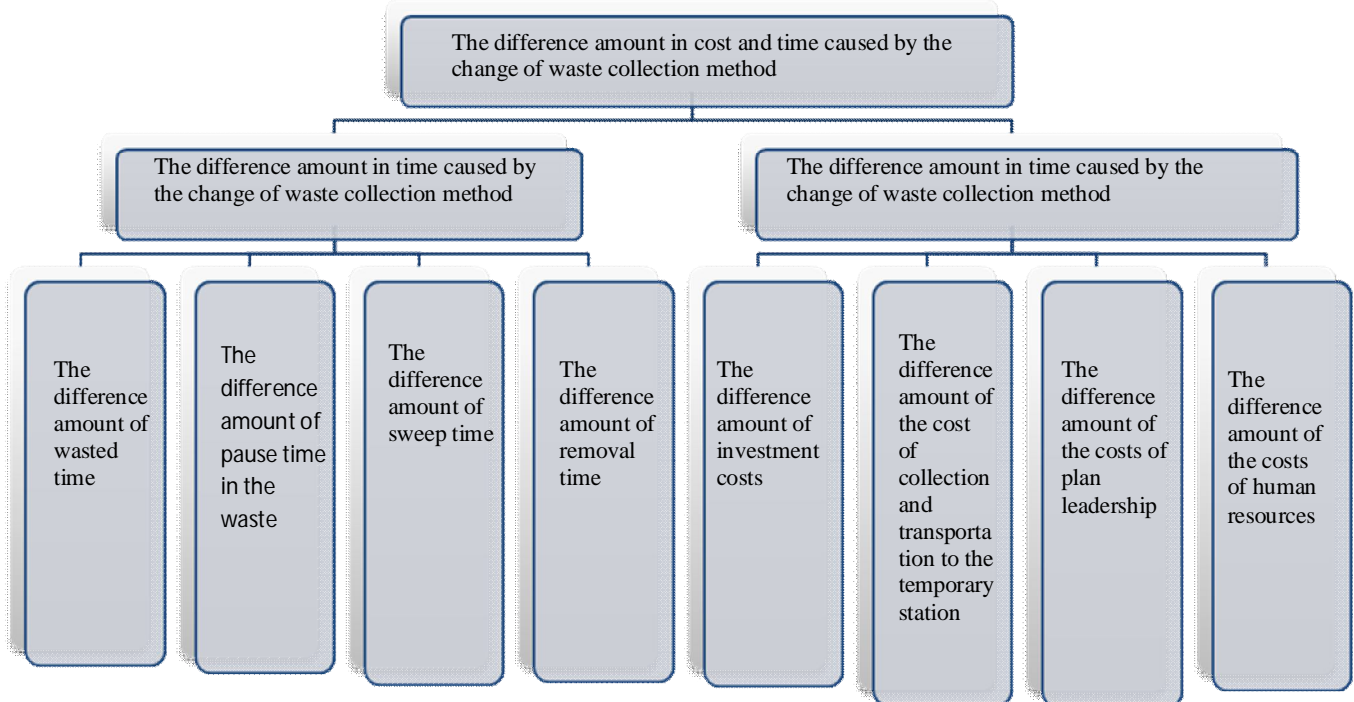 The difference amount in cost and time caused by the
change of waste collection method
The difference amount in time caused by
the change of waste collection method
The difference amount in time caused by the
change of waste collection method
The
difference
amount of
wasted
time
The
difference
amount of
pause time
in the
waste
The
difference
amount of
sweep time
The
difference
amount of
removal
time
The
difference
amount of
investment
costs
The
difference
amount of
the cost
of
collection
and
transporta
tion to the
temporary
station
The
difference
amount of
the costs of
plan
leadership
The
difference
amount of
the costs
of human
resources